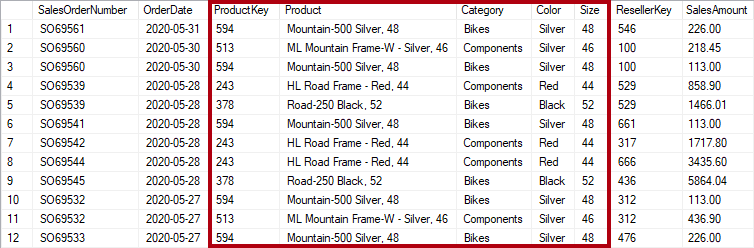 SalesOrderNumber OrderDate ProductKey Product Category Color Size ResellerKey SalesAmount
1 SO69561 2020-05-31 594 Mountain-500 Silver, 48 Bikes Silver 48 546 226.00
2 SO69560 2020-05-30 513 ML Mountain Frame-W - Silver, 46 Components Silver 46 100 218.45
3 SO69560 2020-05-30 594 Mountain-500 Silver, 48 Bikes Silver 48 100 113.00
4 SO69539 2020-05-28 243 HL Road Frame - Red, 44 Components Red 44 529 858.90
5 SO69539 2020-05-28 378 Road-250 Black, 52 Bikes Black 52 529 1466.01
6 SO69541 2020-05-28 594 Mountain-500 Silver, 48 Bikes Silver 48 661 113.00
7 SO69542 2020-05-28 243 HL Road Frame - Red, 44 Components Red 44 317 1717.80
8 SO69544 2020-05-28 243 HL Road Frame - Red, 44 Components Red 44 666 3435.60
9 SO69545 2020-05-28 378 Road-250 Black, 52 Bikes Black 52 436 5864.04
10 SO69532 2020-05-27 594 Mountain-500 Silver, 48 Bikes Silver 48 312 113.00
11 SO69532 2020-05-27 513 ML Mountain Frame-W - Silver, 46 Components Silver 46 312 436.90
12 SO69533 2020-05-27 594 Mountain-500 Silver, 48 Bikes Silver 48 476 226.00